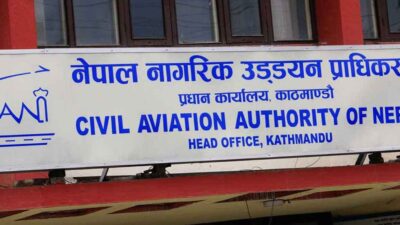 नेपाल नागरिक उड्डयन प्राधिकर
प्रधान कार्यालय, काठमाण्डौ
CIVIL AVIATION AUTHORITY OF NEP
HEAD OFFICE, KATHMANDU